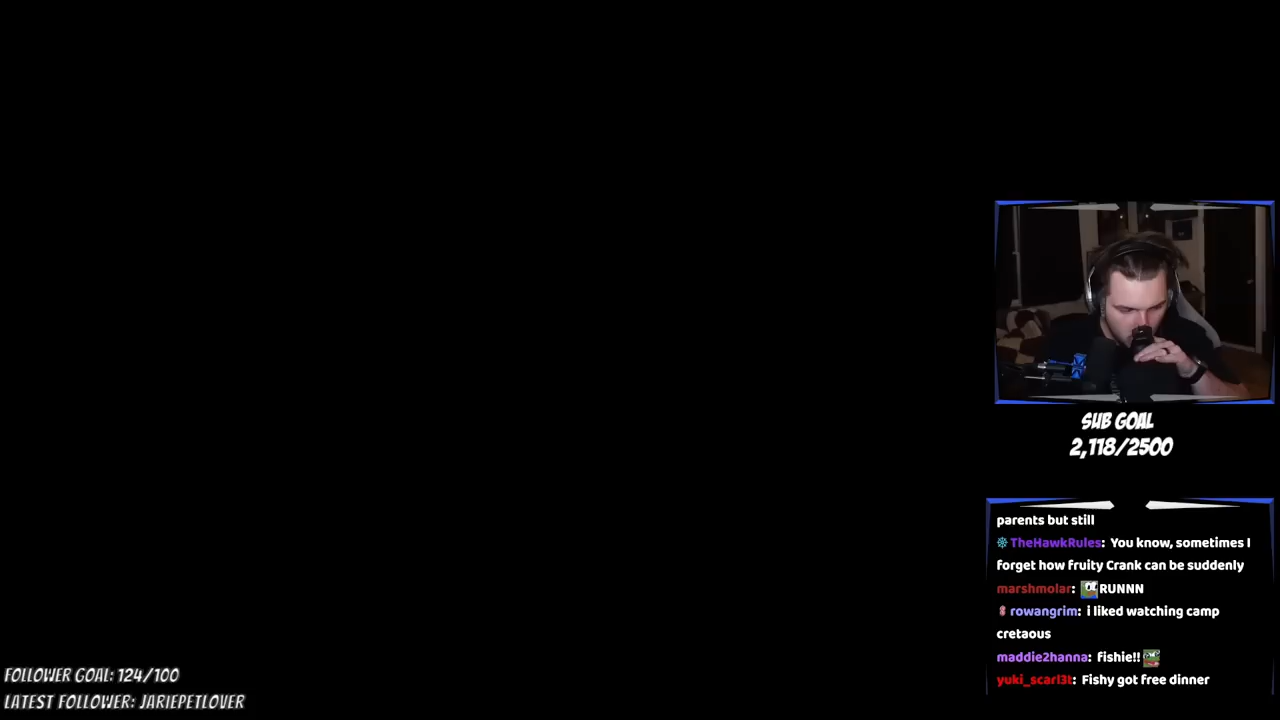 SUB GOAL
2,118/2500
parents but still
TheHawkRules: You know, sometimes I
forget how fruity Crank can be suddenly
marshmolar: RUNNN
rowangrim: i liked watching camp
cretaous
maddie2hanna: fishie!!
yuki_scarl3t: Fishy got free dinner
FOLLOWER GOAL: 124/100
LATEST FOLLOWER: JARIEPETLOVER